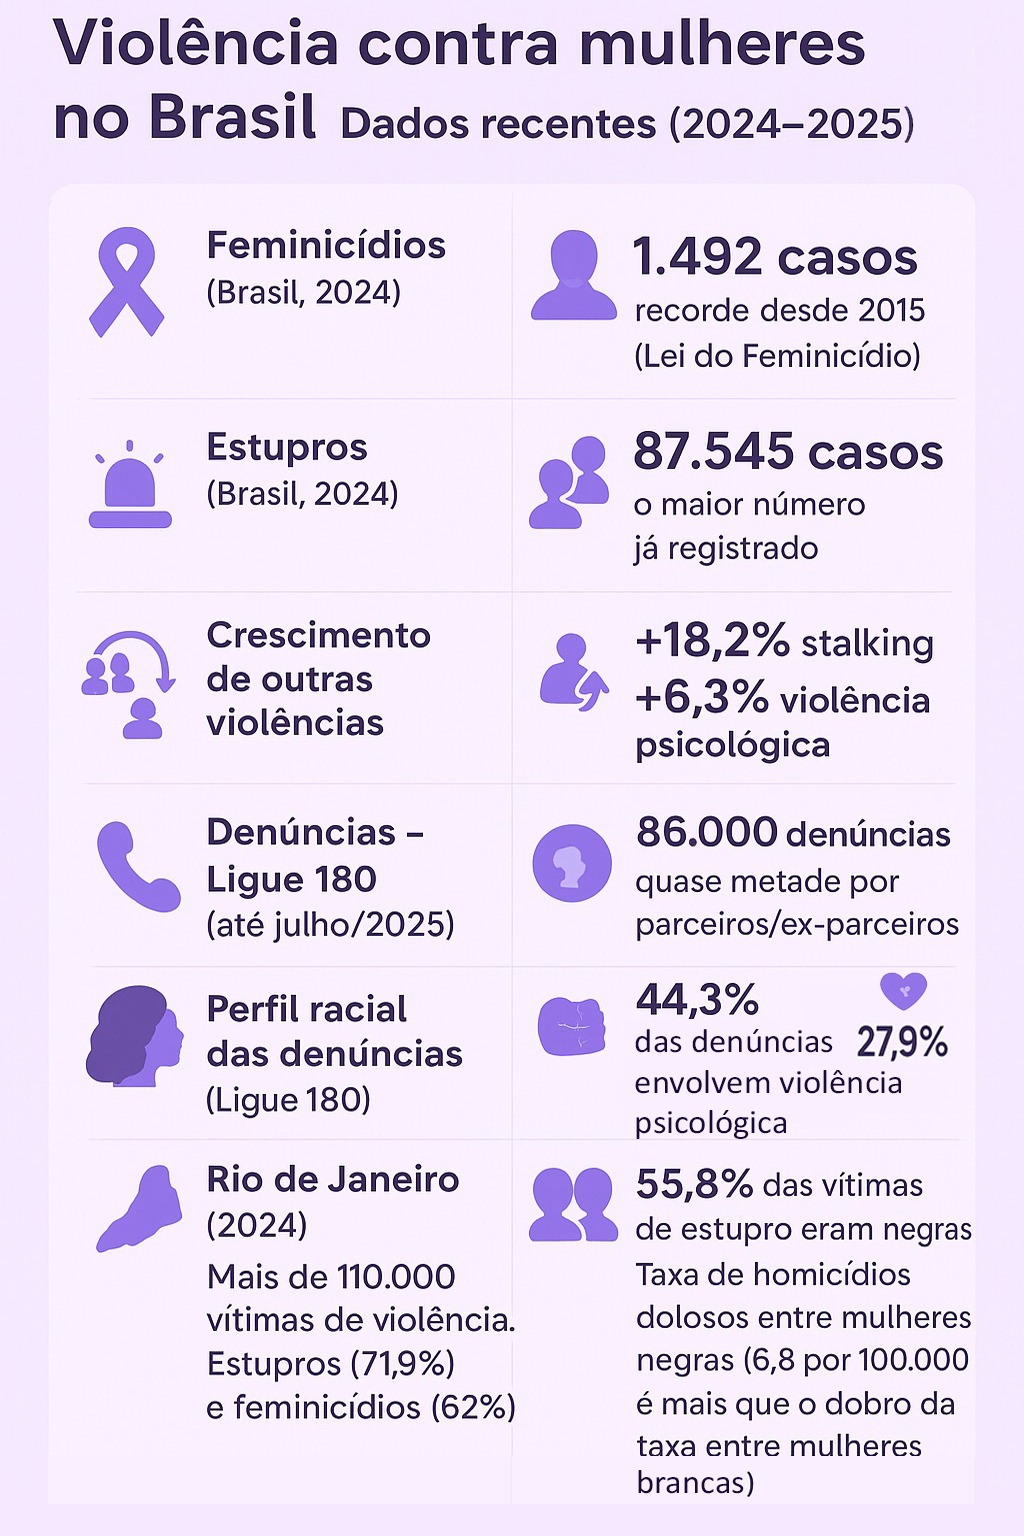 Violência contra mulheres
no Brasil Dados recentes (2024–2025)
Feminicídios
(Brasil, 2024)
1.492 casos
recorde desde 2015
(Lei do Feminicídio)
Estupros
(Brasil, 2024)
87.545 casos
o maior número
já registrado
Crescimento
de outras
violências
+18,2% stalking
+6,3% violência
psicológica
Denúncias –
Ligue 180
(até julho/2025)
86.000 denúncias
quase metade por
parceiros/ex-parceiros
Perfil racial
das denúncias
(Ligue 180)
44,3%
das denúncias
envolvem violência
psicológica
27,9%
Rio de Janeiro
(2024)
Mais de 110.000
vítimas de violência.
Estupros (71,9%)
e feminicídios (62%)
55,8% das vítimas
de estupro eram negras
Taxa de homicídios
dolosos entre mulheres
negras (6,8 por 100.000
é mais que o dobro da
taxa entre mulheres
brancas)